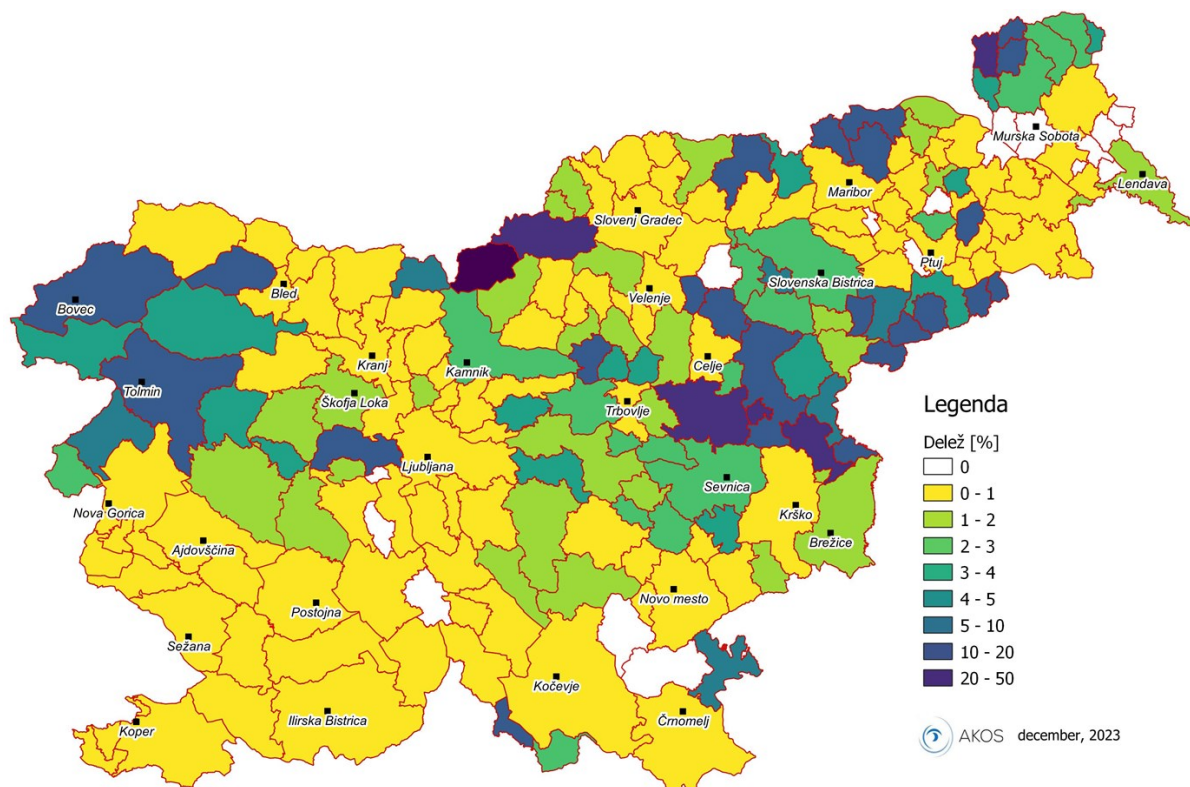 Murska Sobota
Lendava
Maribor
Slovenj Gradec
Ptuj
Slovenska Bistrica
Velenje
Bled
Bovec
Kranj
Kamnik
Celje
Tolmin
Škofja Loka
Trbovlje
Ljubljana
Sevnica
Krško
Nova Gorica
Brežice
Ajdovščina
Novo mesto
Postojna
Sežana
Kočevje
Ilirska Bistrica
Črnomelj
Koper
Legenda
Delež [%]
0
0 - 1
1 - 2
2 - 3
3 - 4
4 - 5
5 - 10
10 - 20
20 - 50
AKOS december, 2023